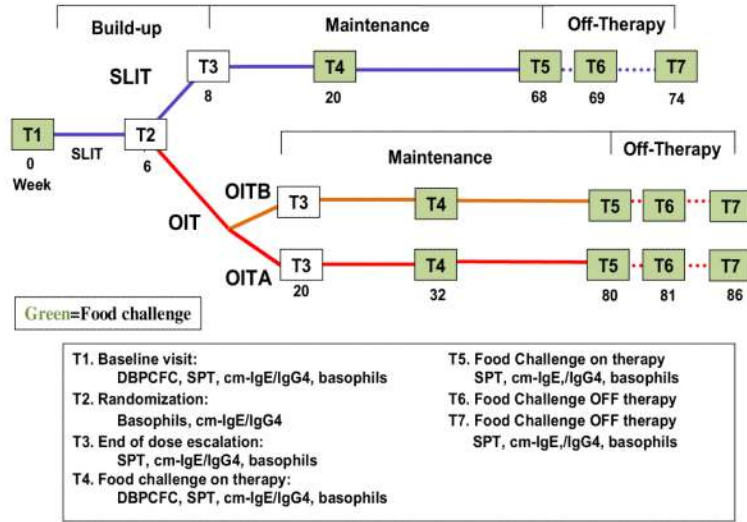 Build-up Maintenance Off-Therapy
SLIT T3 T4 T5 T6 T7
8 20 68 69 74
T1 SLIT T2
0 6
Week
Maintenance Off-Therapy
OITB T3 T4 T5 T6 T7
OIT
OITA T3 T4 T5 T6 T7
20 32 80 81 86
Green=Food challenge
T1. Baseline visit:
DBPCFC, SPT, cm-IgE/IgG4, basophils
T2. Randomization:
Basophils, cm-IgE/IgG4
T3. End of dose escalation:
SPT, cm-IgE/IgG4, basophils
T4. Food challenge on therapy:
DBPCFC, SPT, cm-IgE/IgG4, basophils
T5. Food Challenge on therapy
SPT, cm-IgE,/IgG4, basophils
T6. Food Challenge OFF therapy
T7. Food Challenge OFF therapy
SPT, cm-IgE,/IgG4, basophils